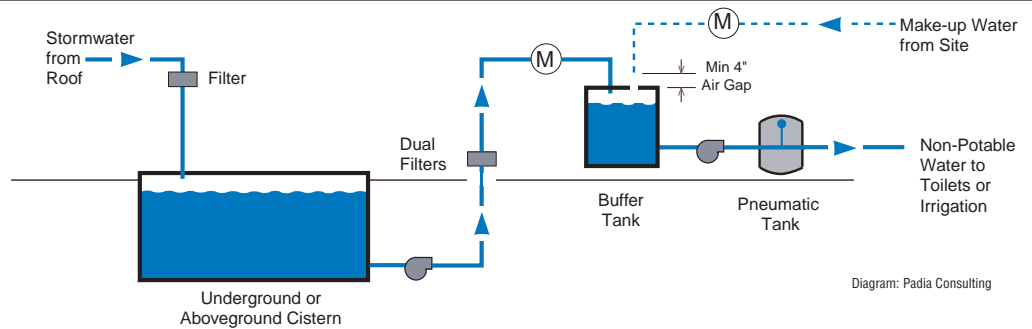 Stormwater
from
Roof
Filter
Dual
Filters
M
M
Make-up Water
from Site
Min 4"
Air Gap
Buffer
Tank
Pneumatic
Tank
Non-Potable
Water to
Toilets or
Irrigation
Underground or
Aboveground Cistern
Diagram: Padia Consulting